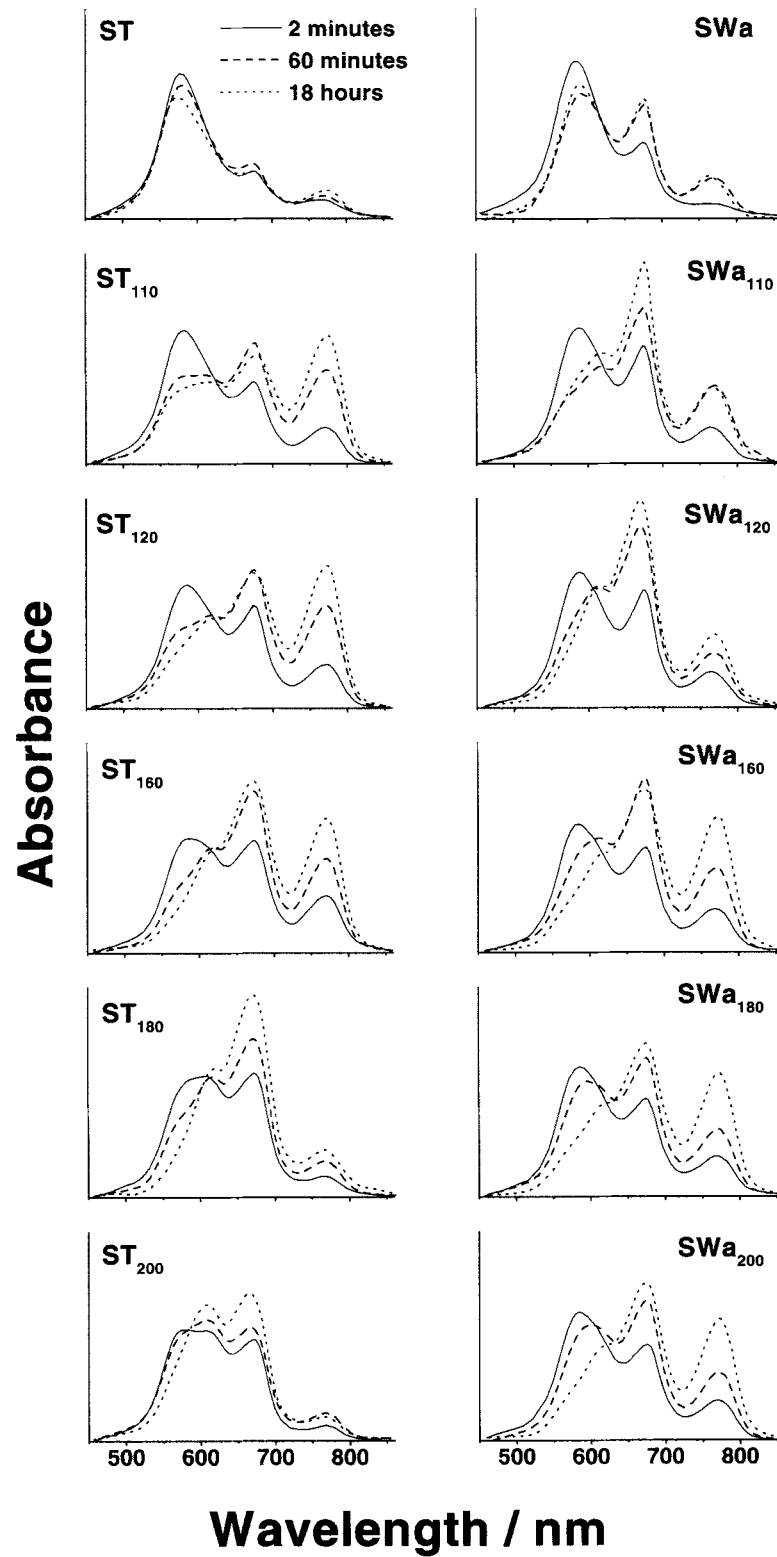 ST
2 minutes
60 minutes
18 hours
SWa
ST110
SWa110
ST120
SWa120
ST160
SWa160
ST180
SWa180
ST200
SWa200
500 600 700 800
500 600 700 800
Absorbance
Wavelength / nm